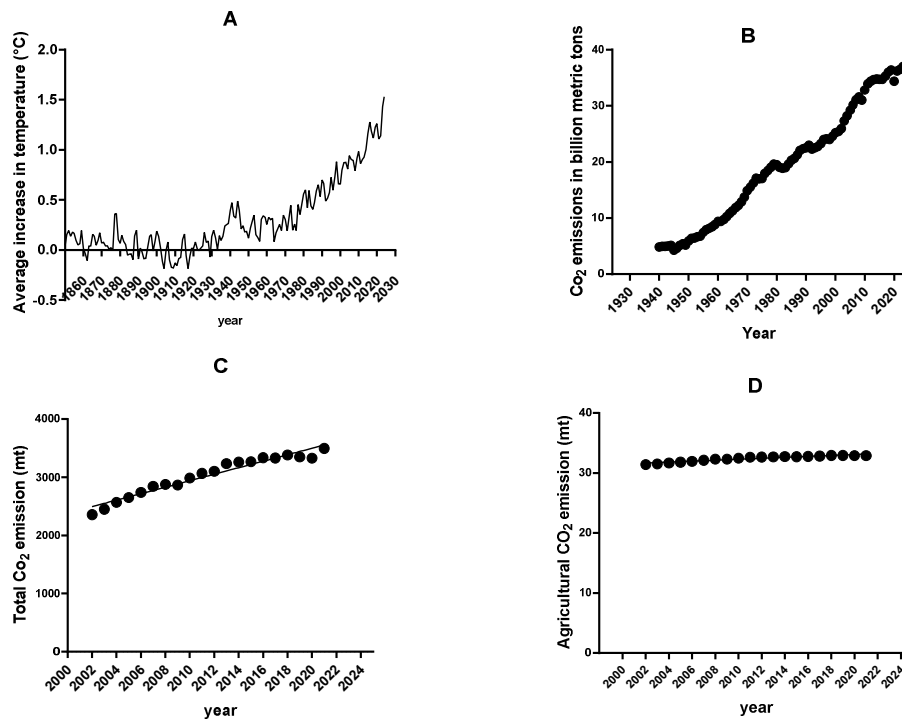 A
Average increase in temperature (°C)
2.0
1.5
1.0
0.5
0.0
-0.5
1860 1870 1880 1890 1900 1910 1920 1930 1940 1950 1960 1970 1980 1990 2000 2010 2020 2030
year
B
Co2 emissions in billion metric tons
40
30
20
10
0
1930 1940 1950 1960 1970 1980 1990 2000 2010 2020
Year
C
Total Co2 emission (mt)
4000
3000
2000
1000
0
2000 2002 2004 2006 2008 2010 2012 2014 2016 2018 2020 2022 2024
year
D
Agricultural CO2 emission (mt)
40
30
20
10
0
2000 2002 2004 2006 2008 2010 2012 2014 2016 2018 2020 2022 2024
year